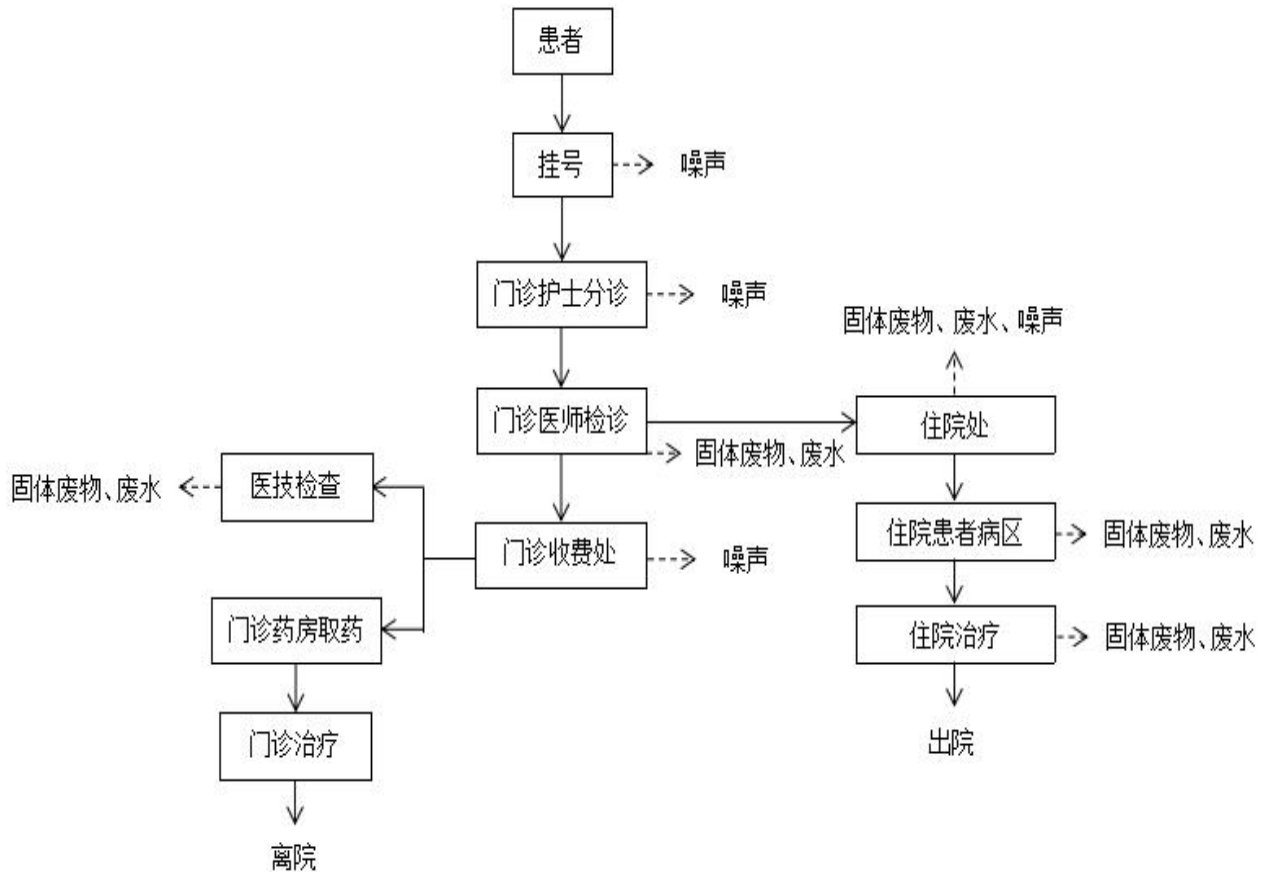 患者
挂号
噪声
门诊护士分诊
噪声
固体废物、废水、噪声
门诊医师检诊
住院处
固体废物、废水
固体废物、废水
医技检查
住院患者病区
固体废物、废水
门诊收费处
噪声
门诊药房取药
住院治疗
固体废物、废水
门诊治疗
出院
离院